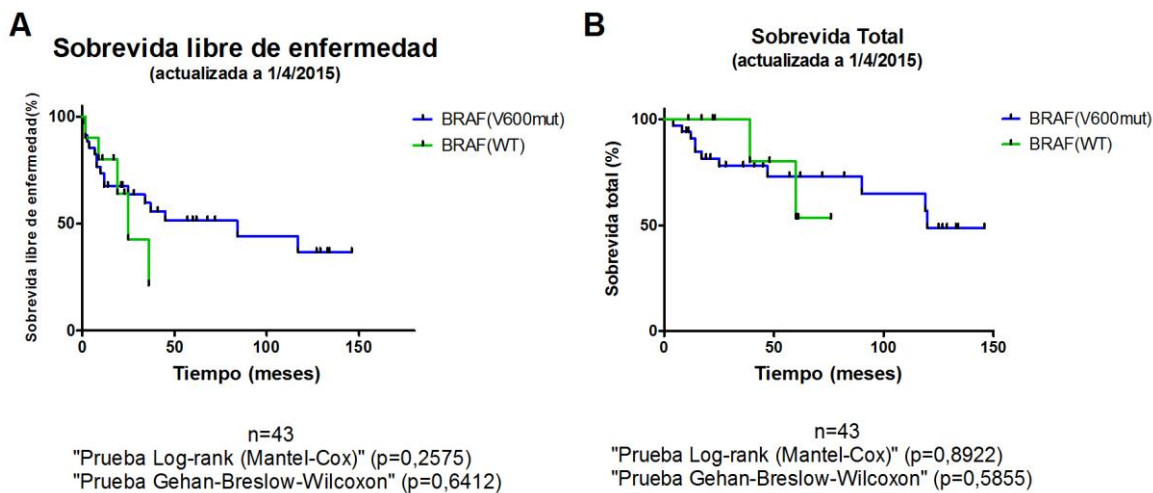 A
Sobrevida libre de enfermedad
(actualizada a 1/4/2015)
Sobrevida libre de enfermedad(%)
100
50
0
0
50
100
150
Tiempo (meses)
BRAF(V600mut)
BRAF(WT)
n=43
"Prueba Log-rank (Mantel-Cox)" (p=0,2575)
"Prueba Gehan-Breslow-Wilcoxon" (p=0,6412)
B
Sobrevida Total
(actualizada a 1/4/2015)
Sobrevida total (%)
100
50
0
0
50
100
150
Tiempo (meses)
BRAF(V600mut)
BRAF(WT)
n=43
"Prueba Log-rank (Mantel-Cox)" (p=0,8922)
"Prueba Gehan-Breslow-Wilcoxon" (p=0,5855)